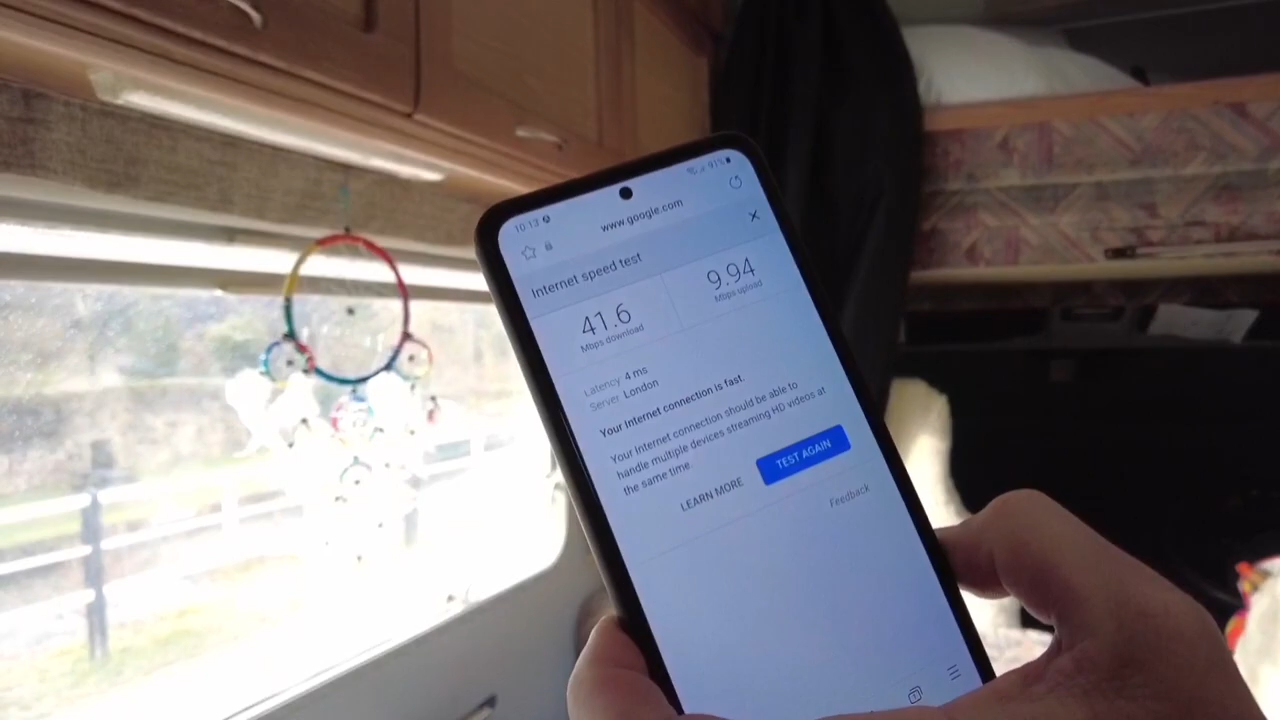 10:13
91%
www.google.com
Internet speed test
41.6
Mbps download
9.94
Mbps upload
Latency 4 ms
Server London
Your Internet connection is fast.
Your Internet connection should be able to
handle multiple devices streaming HD videos at
the same time.
LEARN MORE
TEST AGAIN
Feedback
1